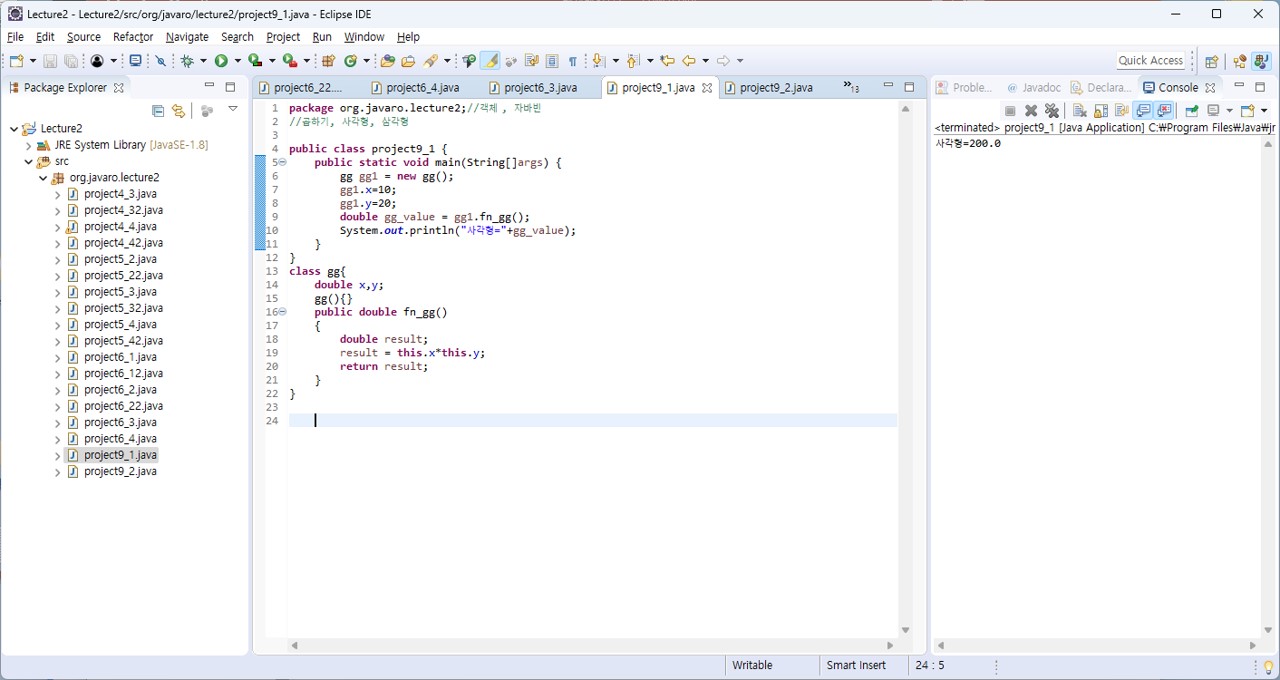 Lecture2 - Lecture2/src/org/javaro/lecture2/project9_1.java - Eclipse IDE
File Edit Source Refactor Navigate Search Project Run Window Help
Quick Access
Package Explorer
project6_22....
project6_4.java
project6_3.java
project9_1.java
project9_2.java
»13
Proble...
Javadoc
Declara...
Console
Lecture2
JRE System Library [JavaSE-1.8]
src
org.javaro.lecture2
project4_3.java
project4_32.java
project4_4.java
project4_42.java
project5_2.java
project5_22.java
project5_3.java
project5_32.java
project5_4.java
project5_42.java
project6_1.java
project6_12.java
project6_2.java
project6_22.java
project6_3.java
project6_4.java
project9_1.java
project9_2.java
1 package org.javaro.lecture2;//객체 , 자바빈
2 //곱하기, 사각형, 삼각형
3
4 public class project9_1 {
5 public static void main(String[]args) {
6 gg gg1 = new gg();
7 gg1.x=10;
8 gg1.y=20;
9 double gg_value = gg1.fn_gg();
10 System.out.println("사각형="+gg_value);
11 }
12 }
13 class gg{
14 double x,y;
15 gg(){}
16 public double fn_gg()
17 {
18 double result;
19 result = this.x*this.y;
20 return result;
21 }
22 }
23
24
<terminated> project9_1 [Java Application] C:₩Program Files₩Java₩jr
사각형=200.0
Writable
Smart Insert
24 : 5